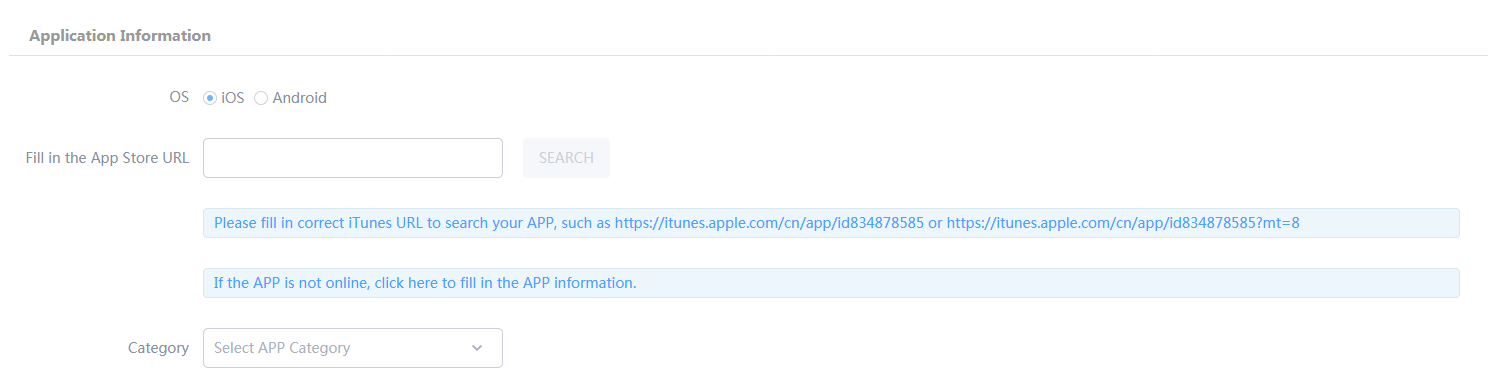 Application Information
OS iOS Android
Fill in the App Store URL SEARCH
Please fill in correct iTunes URL to search your APP, such as https://itunes.apple.com/cn/app/id834878585 or https://itunes.apple.com/cn/app/id834878585?mt=8
If the APP is not online, click here to fill in the APP information.
Category Select APP Category